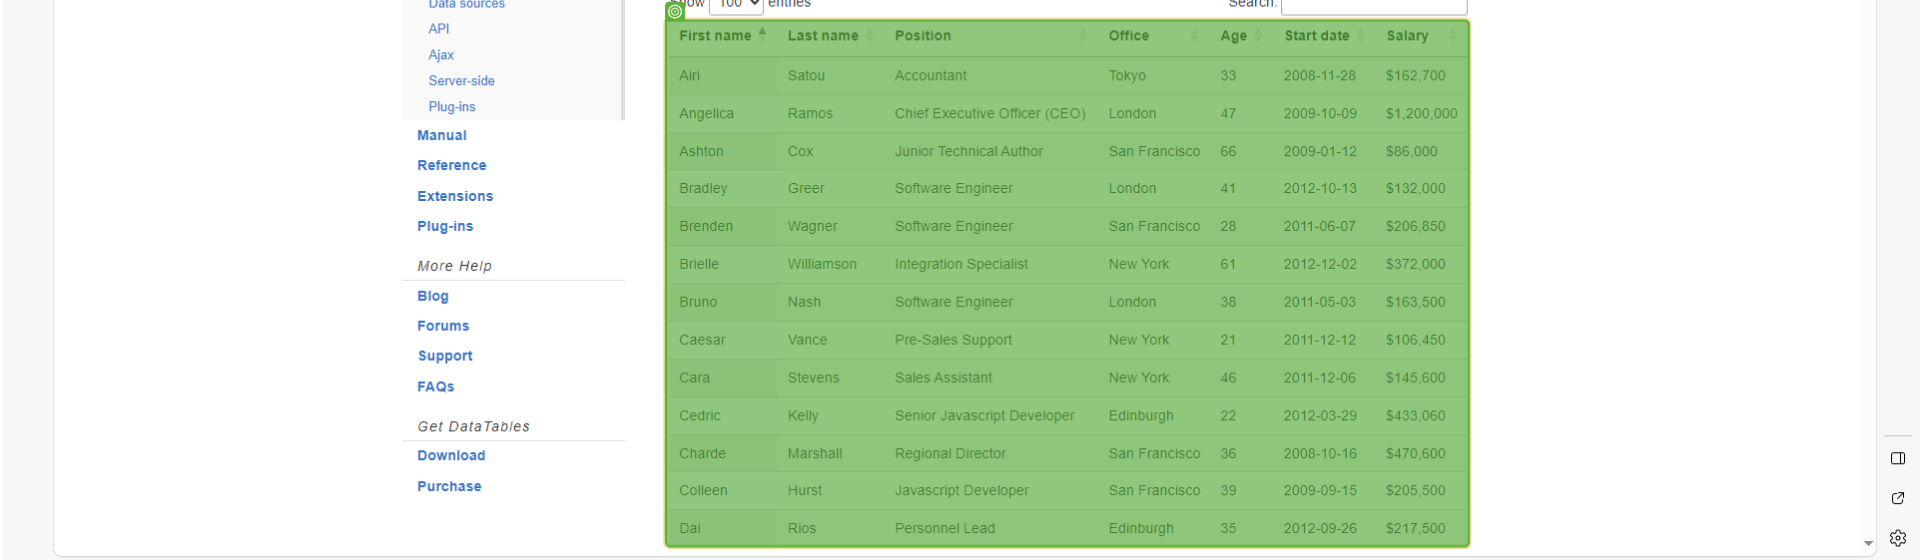 Data sources
API
Ajax
Server-side
Plug-ins
Manual
Reference
Extensions
Plug-ins
More Help
Blog
Forums
Support
FAQs
Get DataTables
Download
Purchase
Show 100 entries Search:
First name Last name Position Office Age Start date Salary
Airi Satou Accountant Tokyo 33 2008-11-28 $162,700
Angelica Ramos Chief Executive Officer (CEO) London 47 2009-10-09 $1,200,000
Ashton Cox Junior Technical Author San Francisco 66 2009-01-12 $86,000
Bradley Greer Software Engineer London 41 2012-10-13 $132,000
Brenden Wagner Software Engineer San Francisco 28 2011-06-07 $206,850
Brielle Williamson Integration Specialist New York 61 2012-12-02 $372,000
Bruno Nash Software Engineer London 38 2011-05-03 $163,500
Caesar Vance Pre-Sales Support New York 21 2011-12-12 $106,450
Cara Stevens Sales Assistant New York 46 2011-12-06 $145,600
Cedric Kelly Senior Javascript Developer Edinburgh 22 2012-03-29 $433,060
Charde Marshall Regional Director San Francisco 36 2008-10-16 $470,600
Colleen Hurst Javascript Developer San Francisco 39 2009-09-15 $205,500
Dai Rios Personnel Lead Edinburgh 35 2012-09-26 $217,500